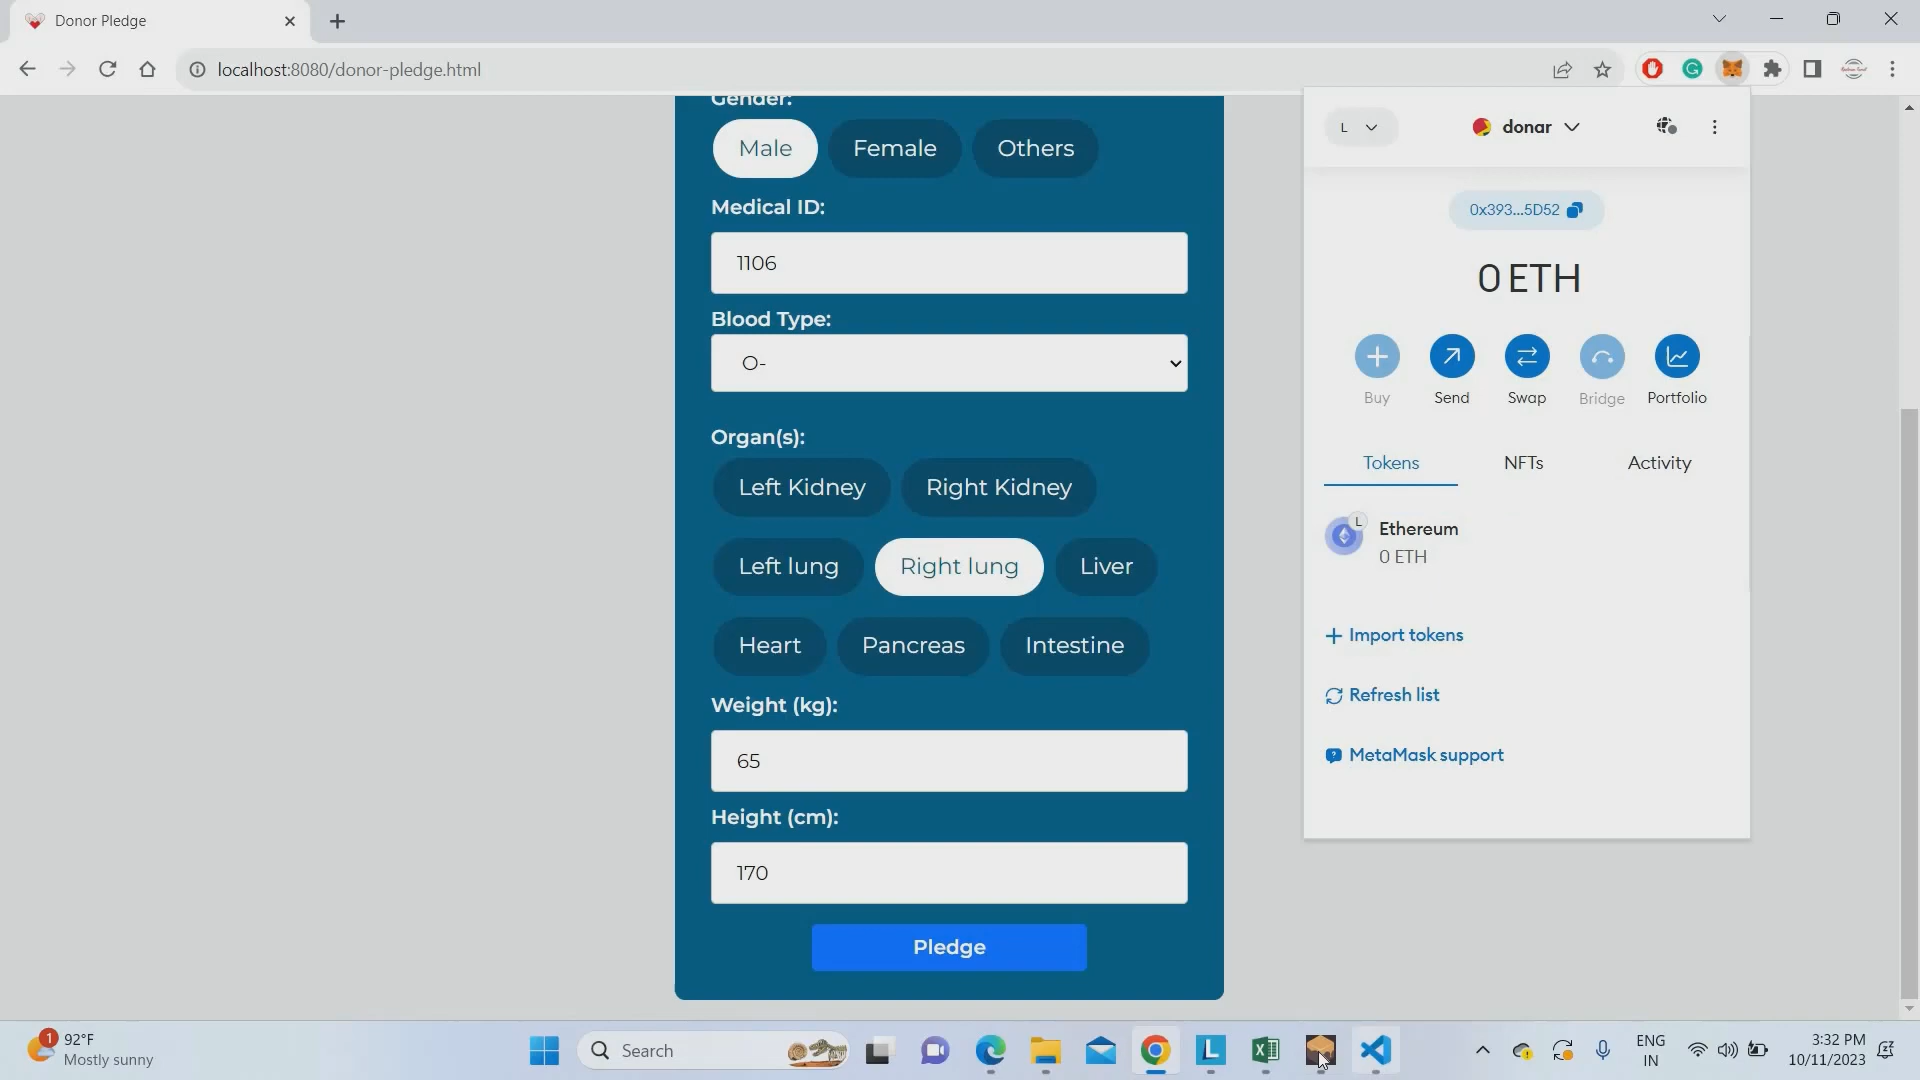 Donor Pledge
localhost:8080/donor-pledge.html
Gender:
Male Female Others
Medical ID:
1106
Blood Type:
O-
Organ(s):
Left Kidney Right Kidney
Left lung Right lung Liver
Heart Pancreas Intestine
Weight (kg):
65
Height (cm):
170
Pledge
L donar
0x393...5D52
0 ETH
Buy Send Swap Bridge Portfolio
Tokens NFTs Activity
L
Ethereum
0 ETH
Import tokens
Refresh list
MetaMask support
1
92°F
Mostly sunny
Search
ENG
IN
3:32 PM
10/11/2023